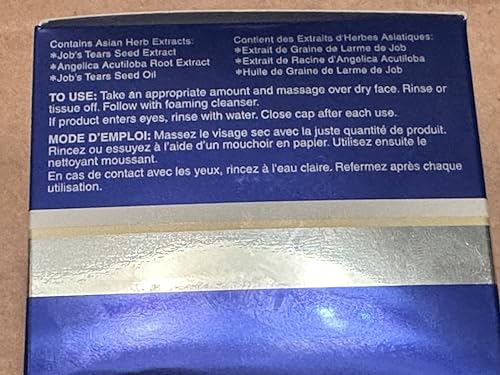 Contains Asian Herb Extracts:
*Job's Tears Seed Extract
*Angelica Acutiloba Root Extract
*Job's Tears Seed Oil
Contient des Extraits d'Herbes Asiatiques:
*Extrait de Graine de Larme de Job
*Extrait de Racine d'Angelica Acutiloba
*Huile de Graine de Larme de Job
TO USE: Take an appropriate amount and massage over dry face. Rinse or
tissue off. Follow with foaming cleanser.
If product enters eyes, rinse with water. Close cap after each use.
MODE D'EMPLOI: Massez le visage sec avec la juste quantité de produit.
Rincez ou essuyez à l'aide d'un mouchoir en papier. Utilisez ensuite le
nettoyant moussant.
En cas de contact avec les yeux, rincez à l'eau claire. Refermez après chaque
utilisation.